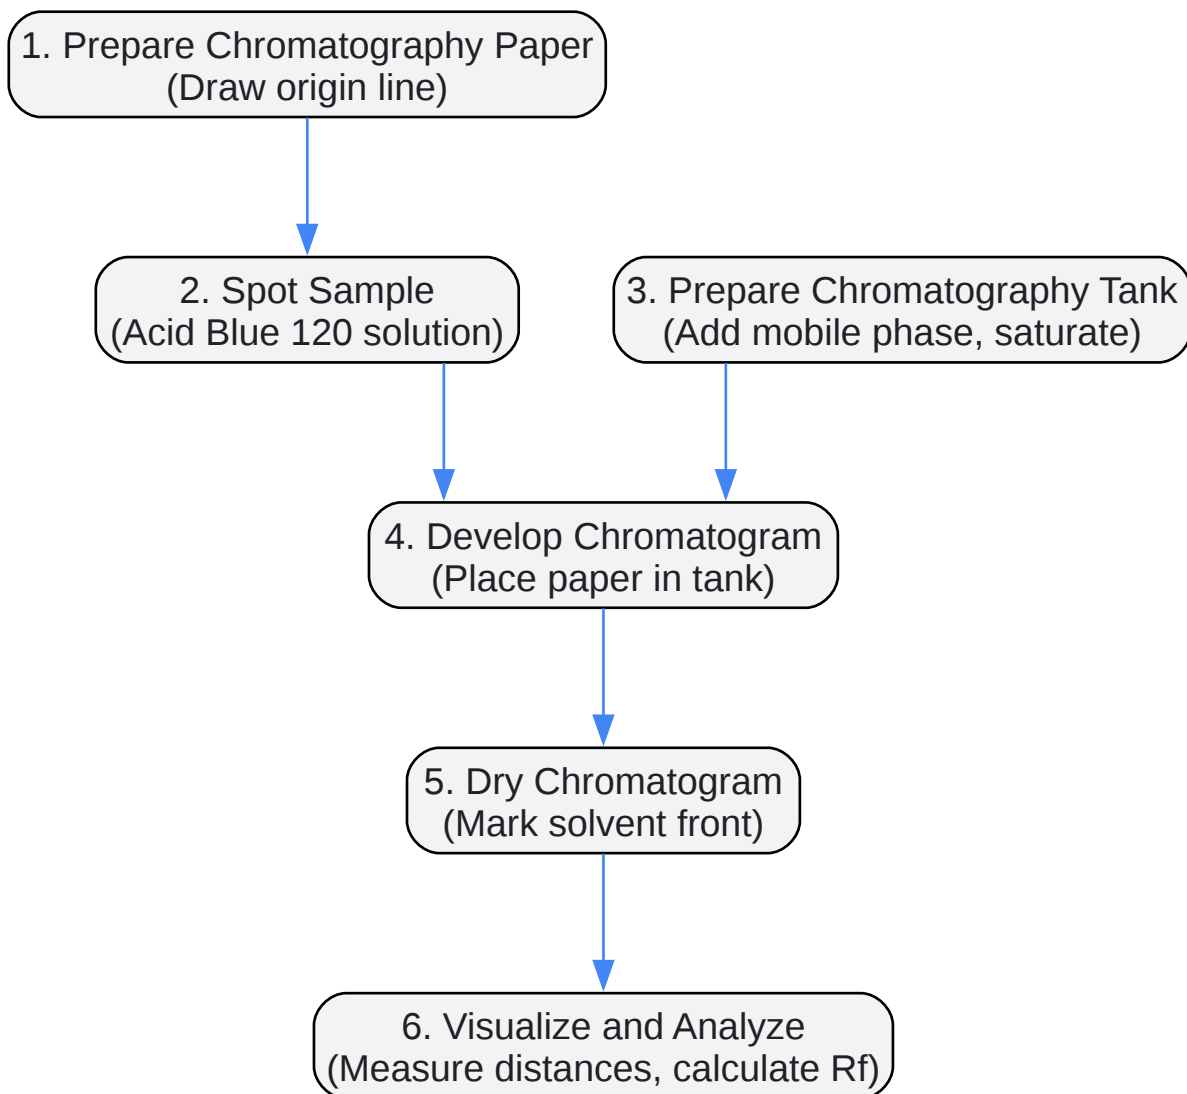 1. Prepare Chromatography Paper
(Draw origin line)
2. Spot Sample
(Acid Blue 120 solution)
3. Prepare Chromatography Tank
(Add mobile phase, saturate)
4. Develop Chromatogram
(Place paper in tank)
5. Dry Chromatogram
(Mark solvent front)
6. Visualize and Analyze
(Measure distances, calculate Rf)